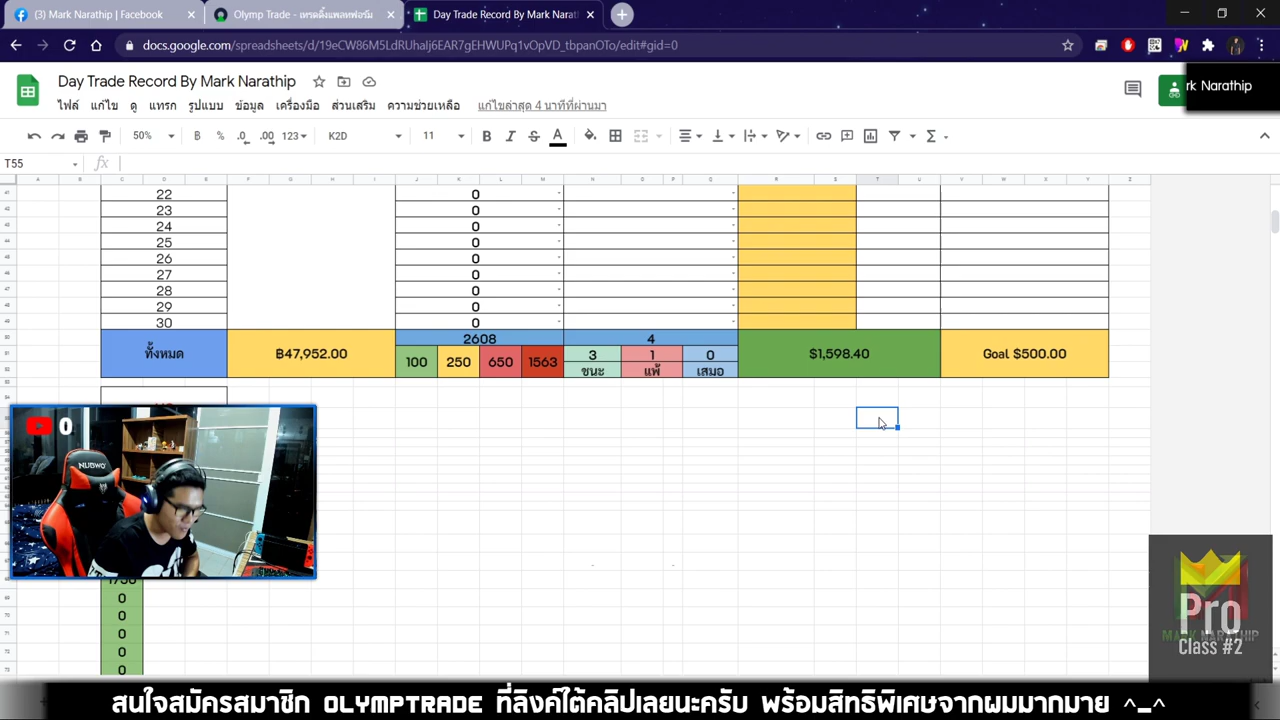 (3) Mark Narathip | Facebook
Olymp Trade - เทรดดิ้งแพลทฟอร์ม
Day Trade Record By Mark Narath
docs.google.com/spreadsheets/d/19eCW86M5LdRUhaIj6EAR7gEHWUPq1vOpVD_tbpanOTo/edit#gid=0
Day Trade Record By Mark Narathip
rk Narathip
ไฟล์ แก้ไข ดู แทรก รูปแบบ ข้อมูล เครื่องมือ ส่วนเสริม ความช่วยเหลือ แก้ไขล่าสุด 4 นาทีที่ผ่านมา
50% ฿ % .0 .00 123 K2D 11 B I S A
T55 fx
A B C D E F G H I J K L M N O P Q R S T U V W X Y Z
22 0 - -
23 0 - -
24 0 - -
25 0 - -
26 0 - -
27 0 - -
28 0 - -
29 0 - -
30 0 - -
ทั้งหมด ฿47,952.00 2608 4 $1,598.40 Goal $500.00
100 250 650 1563 3 1 0
ชนะ แพ้ เสมอ
0
NUBWO
0
0
0
0
0
Pro
MARK NARATHIP
Class #2
สนใจสมัครสมาชิก OLYMPTRADE ที่ลิงค์ใต้คลิปเลยนะครับ พร้อมสิทธิพิเศษจากผมมากมาย ^_^